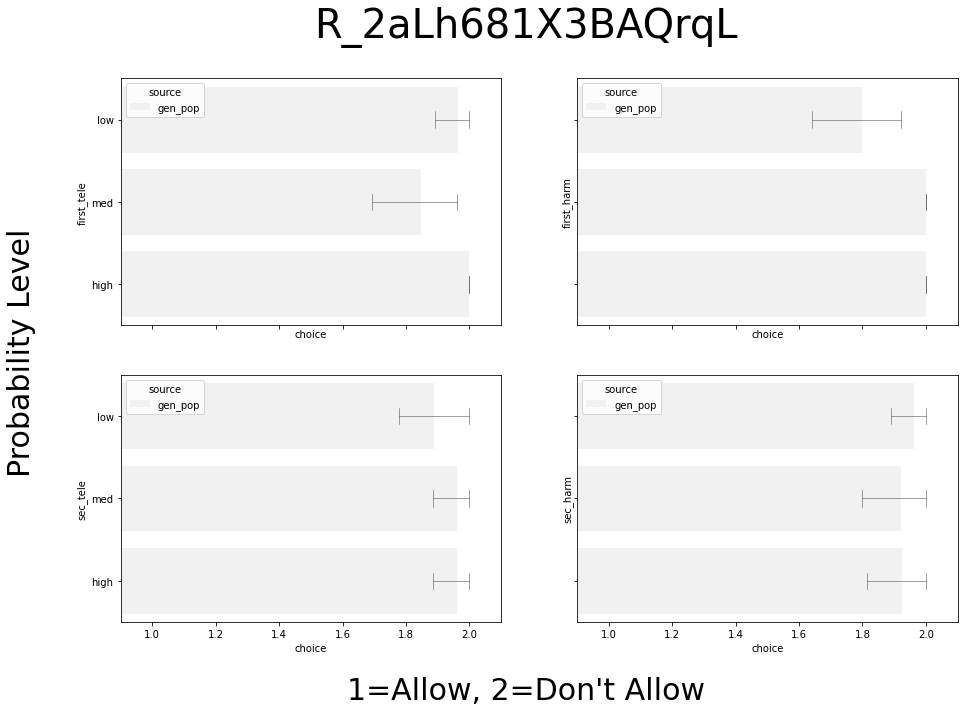 R_2aLh681X3BAQrqL
source
gen_pop
low
med
high
first_tele
choice
source
gen_pop
first_harm
choice
Probability Level
source
gen_pop
low
med
high
sec_tele
1.0 1.2 1.4 1.6 1.8 2.0
choice
source
gen_pop
sec_harm
1.0 1.2 1.4 1.6 1.8 2.0
choice
1=Allow, 2=Don't Allow